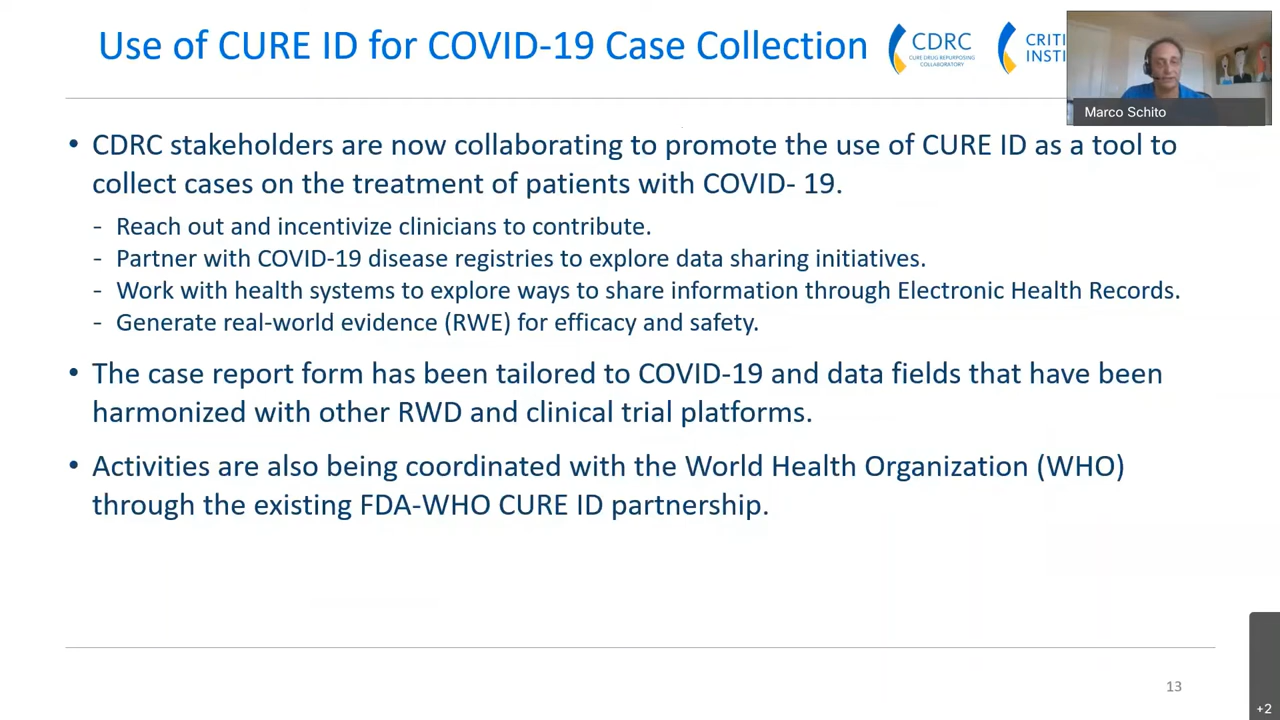 Use of CURE ID for COVID-19 Case Collection
CDRC
CURE DRUG REPURPOSING
COLLABORATORY
CRITI
INSTI
Marco Schito
• CDRC stakeholders are now collaborating to promote the use of CURE ID as a tool to
collect cases on the treatment of patients with COVID- 19.
- Reach out and incentivize clinicians to contribute.
- Partner with COVID-19 disease registries to explore data sharing initiatives.
- Work with health systems to explore ways to share information through Electronic Health Records.
- Generate real-world evidence (RWE) for efficacy and safety.
• The case report form has been tailored to COVID-19 and data fields that have been
harmonized with other RWD and clinical trial platforms.
• Activities are also being coordinated with the World Health Organization (WHO)
through the existing FDA-WHO CURE ID partnership.
13
+2